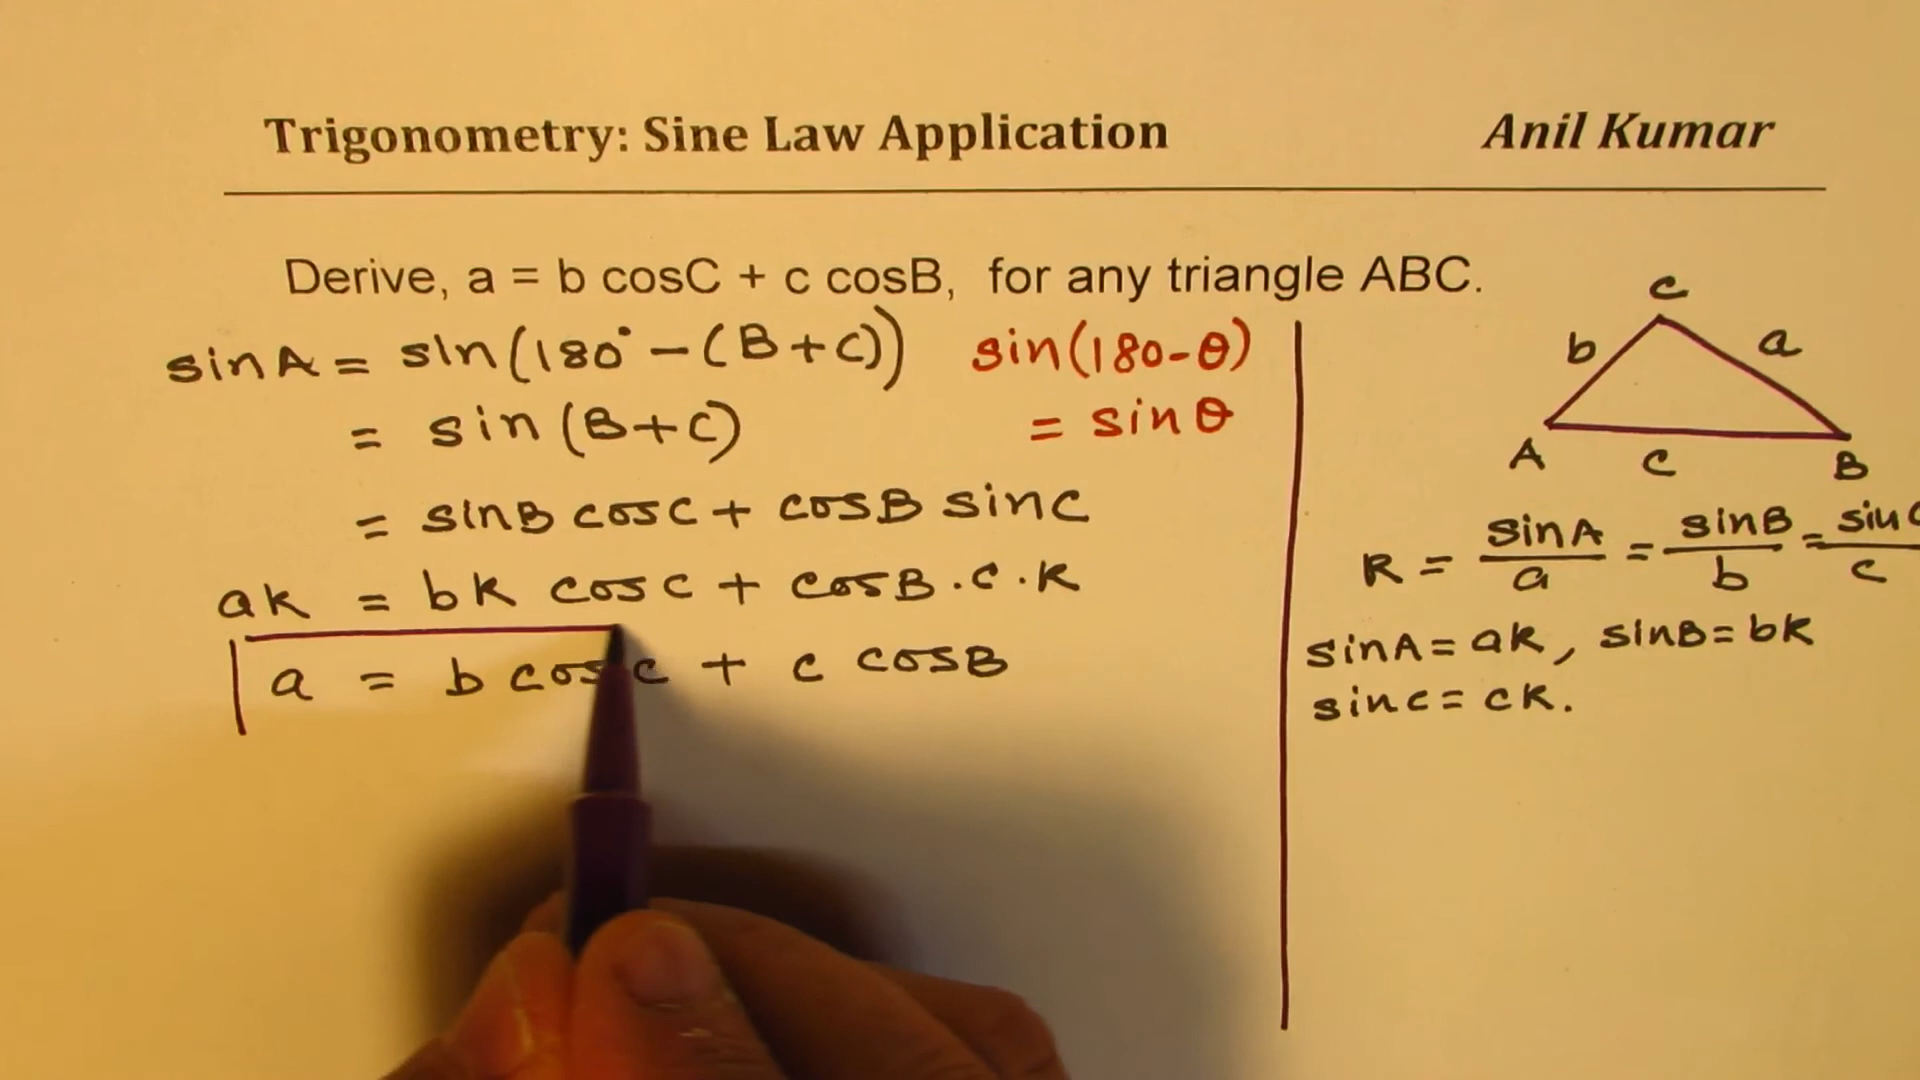 Trigonometry: Sine Law Application Anil Kumar
Derive, a = b cosC + c cosB, for any triangle ABC.
sinA = sin(180° - (B+C))
= sin (B+C)
= sinB cosC + cosB sinC
ak = bk cosC + cosB.c.k
a = b cosC + c cosB
sin(180-θ)
= sinθ
C
b a
A c B
K = sinA/a = sinB/b = sinC/c
sinA = ak, sinB = bk
sinC = ck.